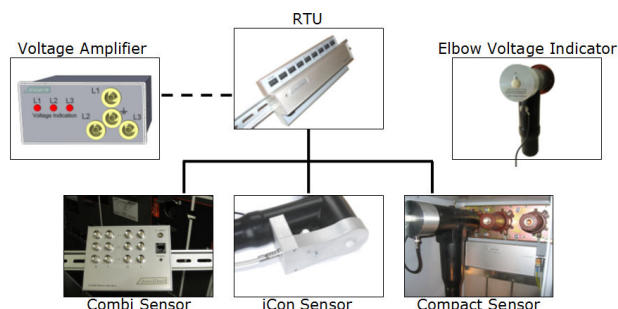 RTU
Voltage Amplifier
Elbow Voltage Indicator
L1
L1 L2 L3
Voltage Indication
L2
L3
Combi Sensor
iCon Sensor
Compact Sensor